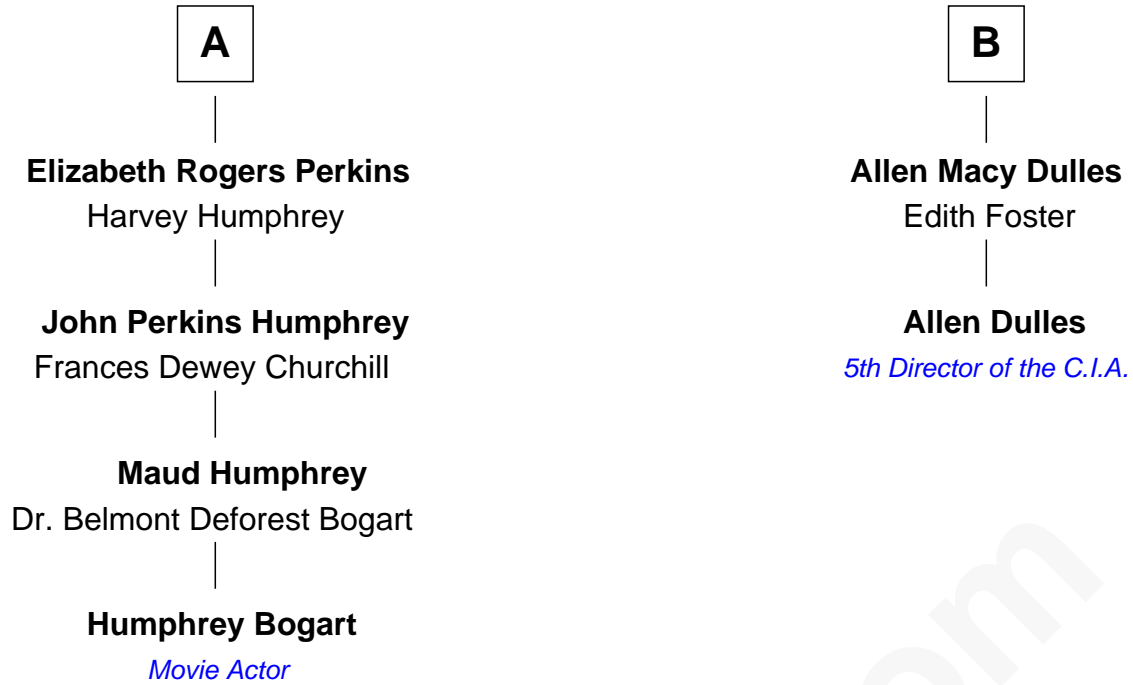 A
Elizabeth Rogers Perkins
Harvey Humphrey
John Perkins Humphrey
Frances Dewey Churchill
Maud Humphrey
Dr. Belmont Deforest Bogart
Humphrey Bogart
Movie Actor
B
Allen Macy Dulles
Edith Foster
Allen Dulles
5th Director of the C.I.A.
om